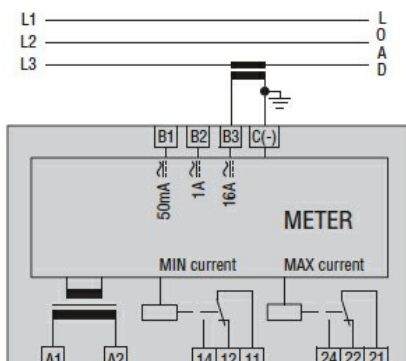 L1 L
L2 O
L3 A
D
B1 B2 B3 C(-)
50mA 1A 16A
METER
MIN current MAX current
A1 A2 14 12 11 24 22 21